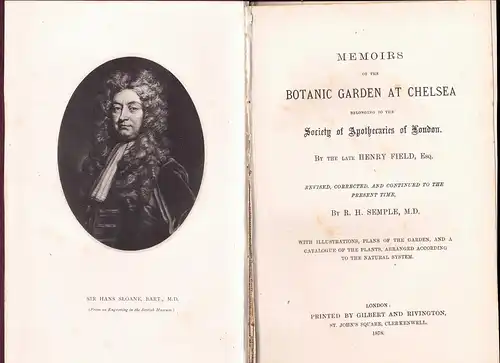 SIR HANS SLOANE, BART., M.D.
(From an Engraving in the British Museum)
MEMOIRS
OF THE
BOTANIC GARDEN AT CHELSEA
BELONGING TO THE
Society of Apothecaries of London.
BY THE LATE HENRY FIELD, ESQ.
REVISED, CORRECTED, AND CONTINUED TO THE
PRESENT TIME,
BY R. H. SEMPLE, M.D.
WITH ILLUSTRATIONS, PLANS OF THE GARDEN, AND A
CATALOGUE OF THE PLANTS, ARRANGED ACCORDING
TO THE NATURAL SYSTEM.
LONDON:
PRINTED BY GILBERT AND RIVINGTON,
ST. JOHN'S SQUARE, CLERKENWELL.
1878.